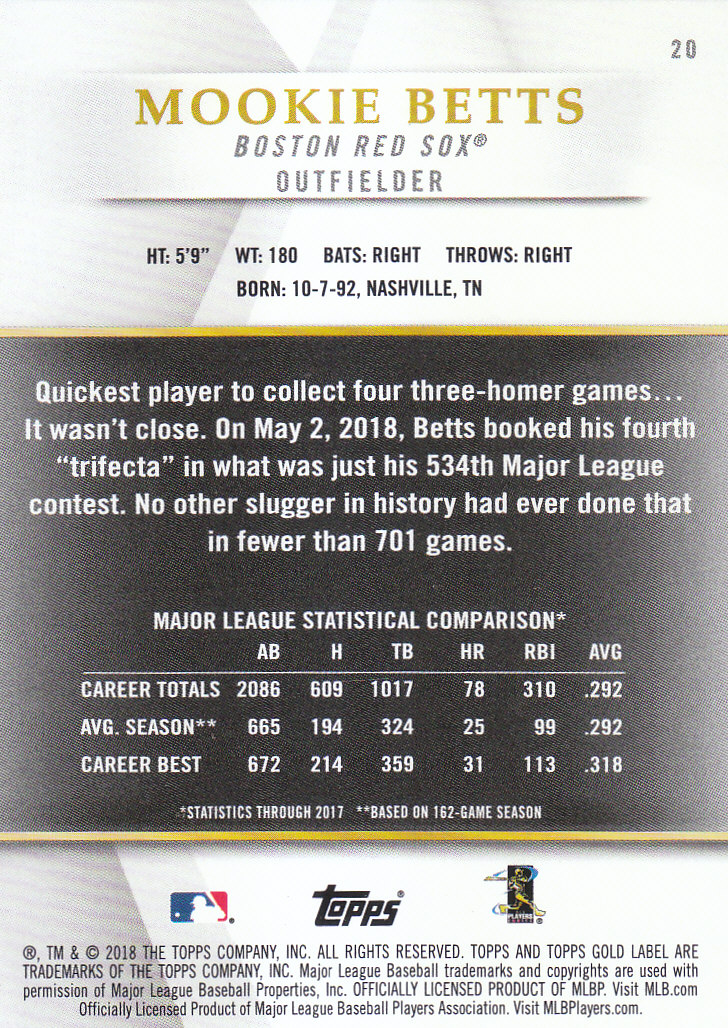 20
MOOKIE BETTS
BOSTON RED SOX®
OUTFIELDER
HT: 5'9" WT: 180 BATS: RIGHT THROWS: RIGHT
BORN: 10-7-92, NASHVILLE, TN
Quickest player to collect four three-homer games...
It wasn't close. On May 2, 2018, Betts booked his fourth
"trifecta" in what was just his 534th Major League
contest. No other slugger in history had ever done that
in fewer than 701 games.
MAJOR LEAGUE STATISTICAL COMPARISON*
AB H TB HR RBI AVG
CAREER TOTALS 2086 609 1017 78 310 .292
AVG. SEASON** 665 194 324 25 99 .292
CAREER BEST 672 214 359 31 113 .318
*STATISTICS THROUGH 2017 **BASED ON 162-GAME SEASON
Topps®
PLAYERS
®, TM & © 2018 THE TOPPS COMPANY, INC. ALL RIGHTS RESERVED. TOPPS AND TOPPS GOLD LABEL ARE
TRADEMARKS OF THE TOPPS COMPANY, INC. Major League Baseball trademarks and copyrights are used with
permission of Major League Baseball Properties, Inc. OFFICIALLY LICENSED PRODUCT OF MLBP. Visit MLB.com
Officially Licensed Product of Major League Baseball Players Association. Visit MLBPlayers.com.